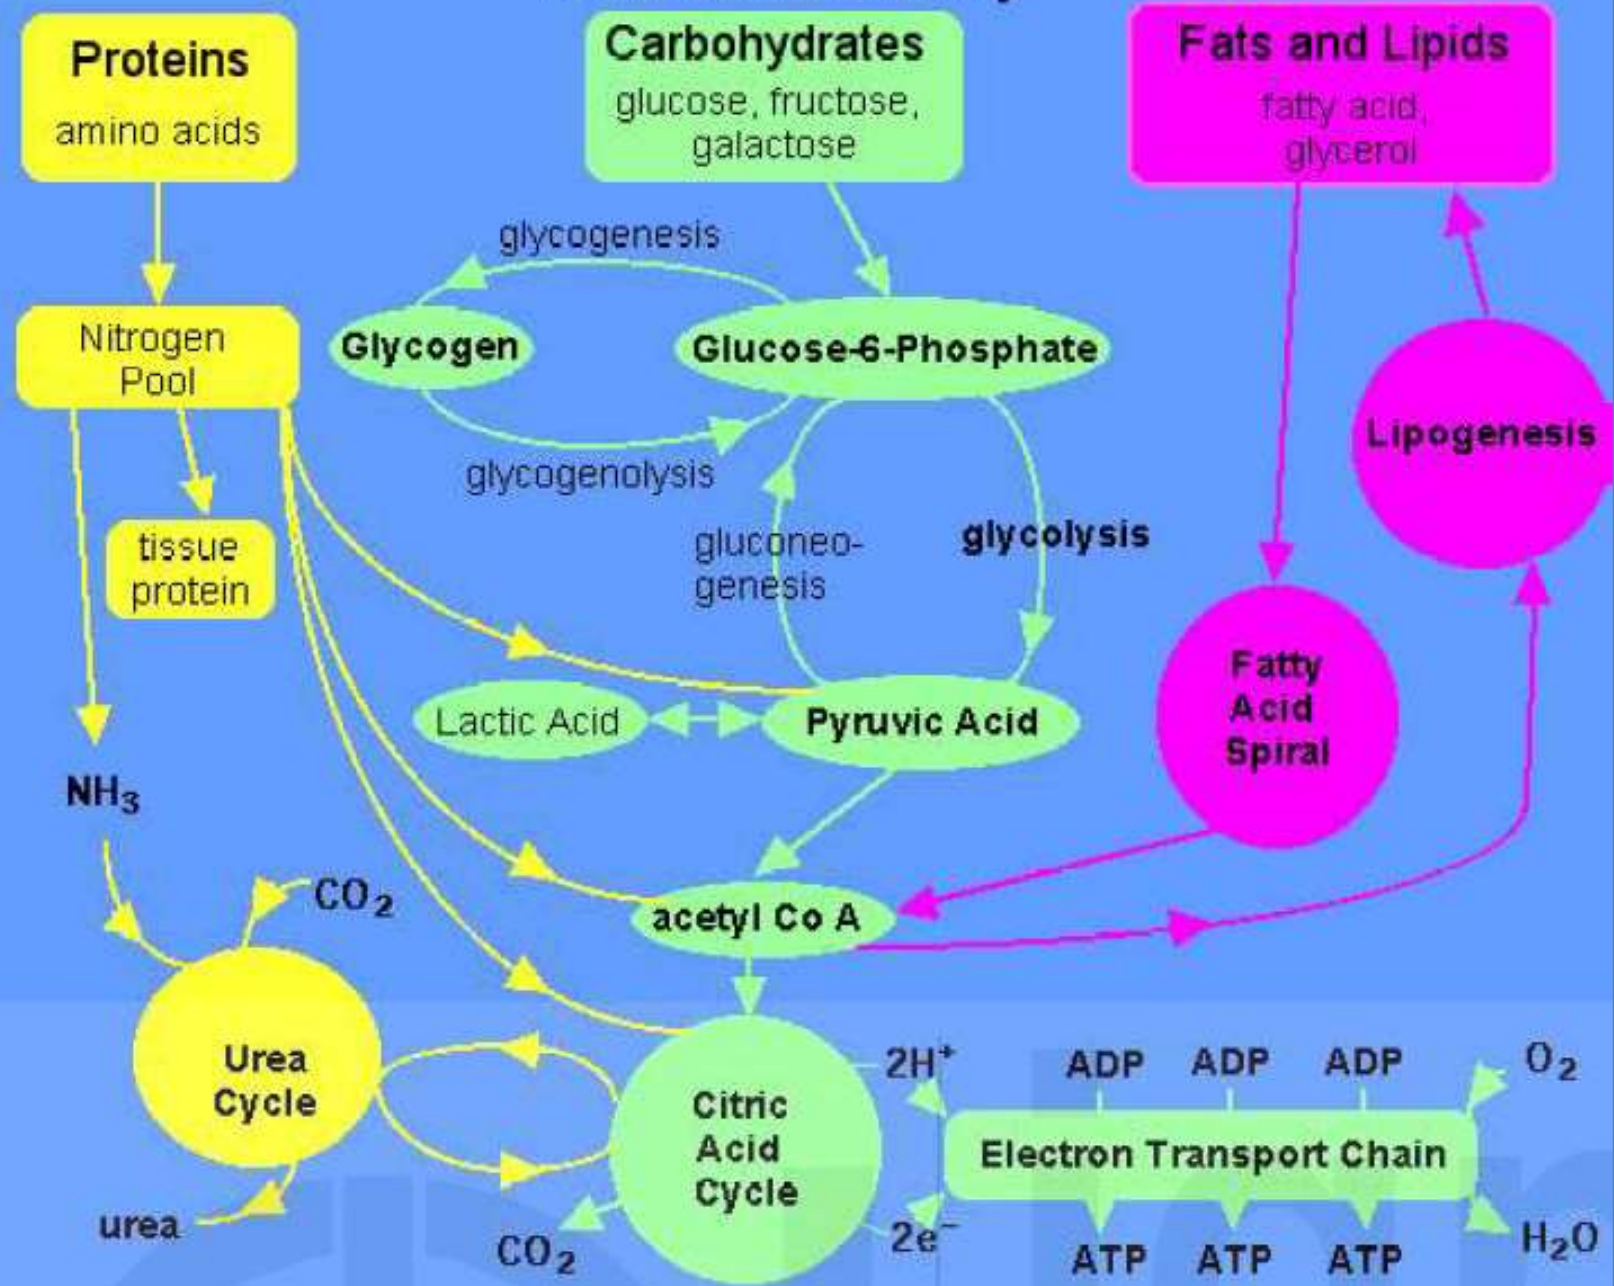 Proteins
amino acids
Carbohydrates
glucose, fructose,
galactose
Fats and Lipids
fatty acid,
glycerol
glycogenesis
Nitrogen
Pool
Glycogen
Glucose-6-Phosphate
Lipogenesis
glycogenolysis
tissue
protein
gluconeo-
genesis
glycolysis
Fatty
Acid
Spiral
Lactic Acid
Pyruvic Acid
NH3
CO2
acetyl Co A
Urea
Cycle
Citric
Acid
Cycle
2H+
2e−
ADP ADP ADP
O2
Electron Transport Chain
urea
CO2
ATP ATP ATP
H2O